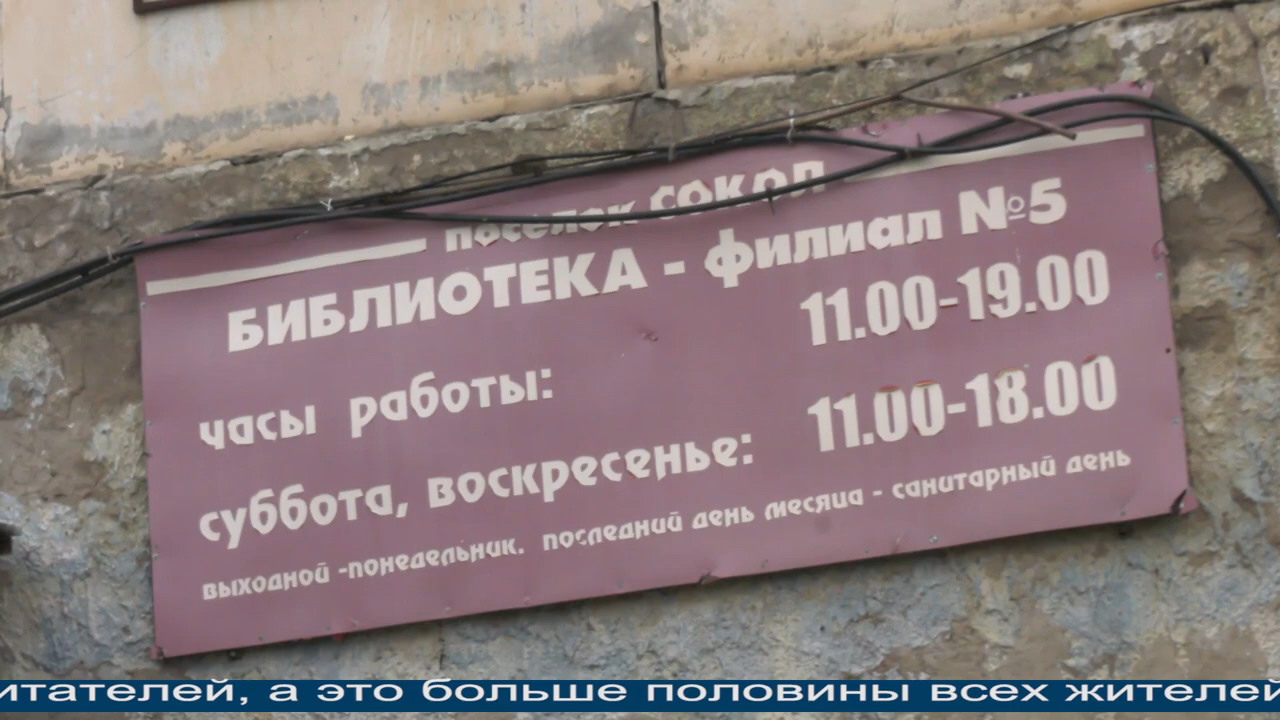 поселок СОКОЛ
БИБЛИОТЕКА - филиал №5
часы работы: 11.00-19.00
суббота, воскресенье: 11.00-18.00
выходной -понедельник. последний день месяца - санитарный день
итателей, а это больше половины всех жителей